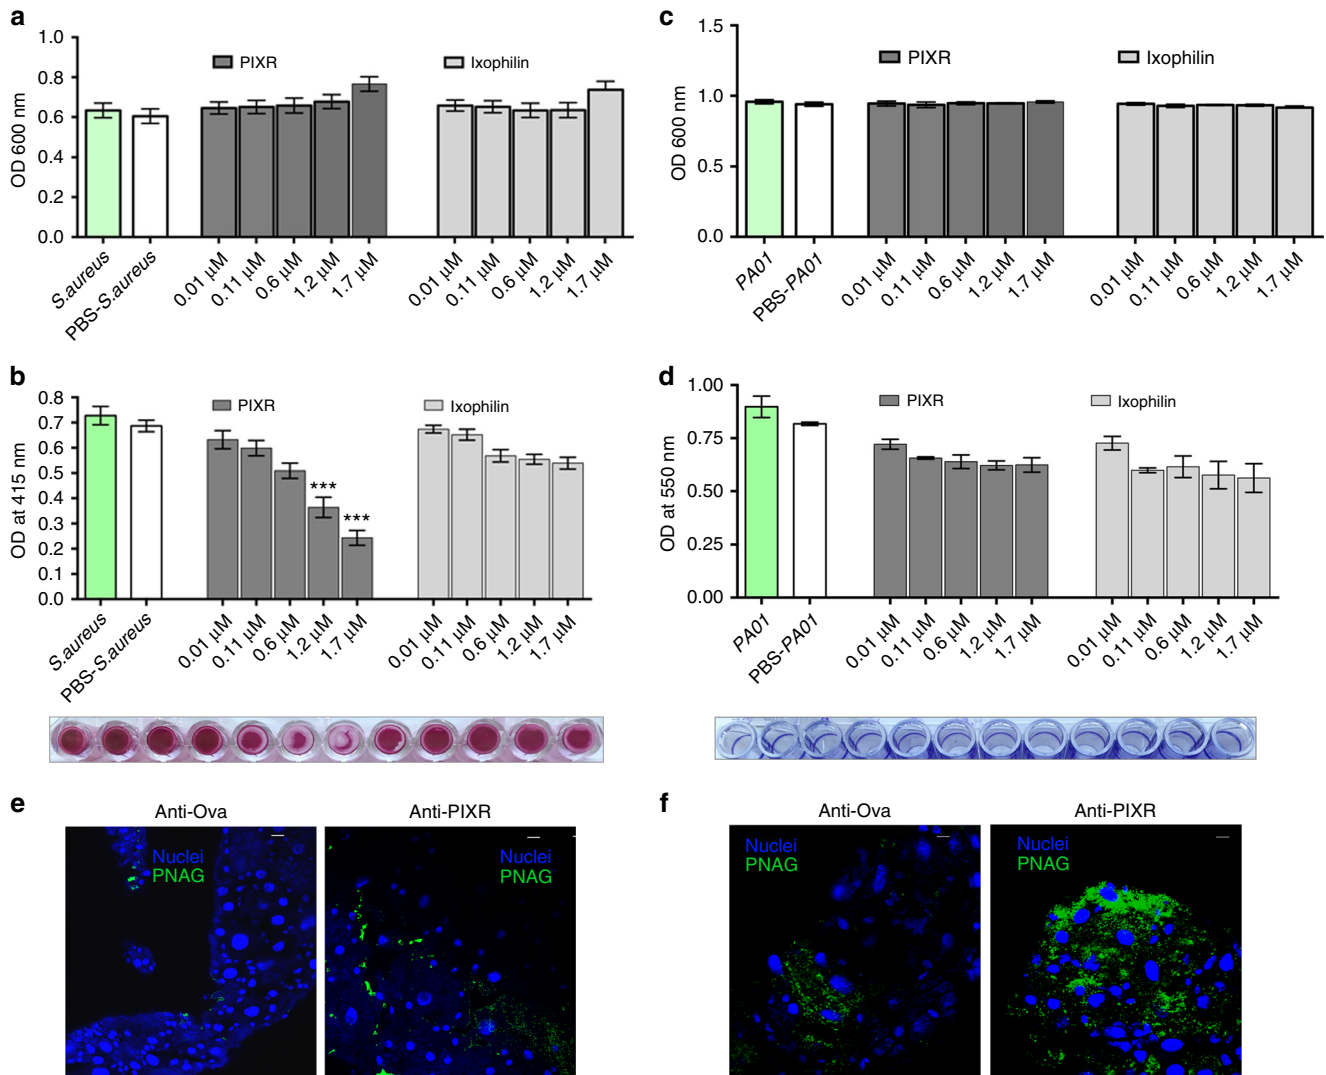 a
OD 600 nm
1.0
0.8
0.6
0.4
0.2
0.0
PIXR
Ixophilin
S.aureus
PBS-S.aureus
0.01 µM
0.11 µM
0.6 µM
1.2 µM
1.7 µM
0.01 µM
0.11 µM
0.6 µM
1.2 µM
1.7 µM
c
OD 600 nm
1.5
1.0
0.5
0.0
PIXR
Ixophilin
PA01
PBS-PA01
0.01 µM
0.11 µM
0.6 µM
1.2 µM
1.7 µM
0.01 µM
0.11 µM
0.6 µM
1.2 µM
1.7 µM
b
OD at 415 nm
0.8
0.7
0.6
0.5
0.4
0.3
0.2
0.1
0.0
PIXR
Ixophilin
***
***
S.aureus
PBS-S.aureus
0.01 µM
0.11 µM
0.6 µM
1.2 µM
1.7 µM
0.01 µM
0.11 µM
0.6 µM
1.2 µM
1.7 µM
d
OD at 550 nm
1.00
0.75
0.50
0.25
0.00
PIXR
Ixophilin
PA01
PBS-PA01
0.01 µM
0.11 µM
0.6 µM
1.2 µM
1.7 µM
0.01 µM
0.11 µM
0.6 µM
1.2 µM
1.7 µM
e
Anti-Ova
Nuclei
PNAG
Anti-PIXR
Nuclei
PNAG
f
Anti-Ova
Nuclei
PNAG
Anti-PIXR
Nuclei
PNAG